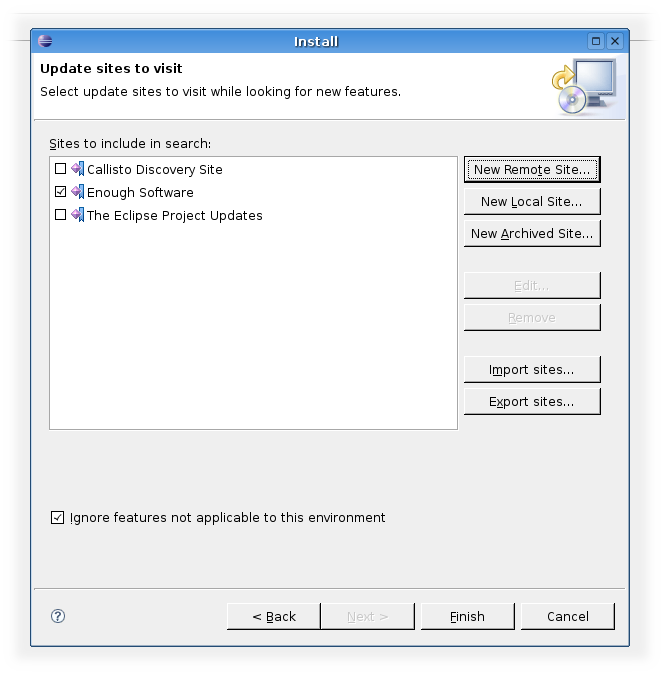 Install
Update sites to visit
Select update sites to visit while looking for new features.
Sites to include in search:
Callisto Discovery Site
Enough Software
The Eclipse Project Updates
New Remote Site...
New Local Site...
New Archived Site...
Edit...
Remove
Import sites...
Export sites...
Ignore features not applicable to this environment
?
< Back
Next >
Finish
Cancel